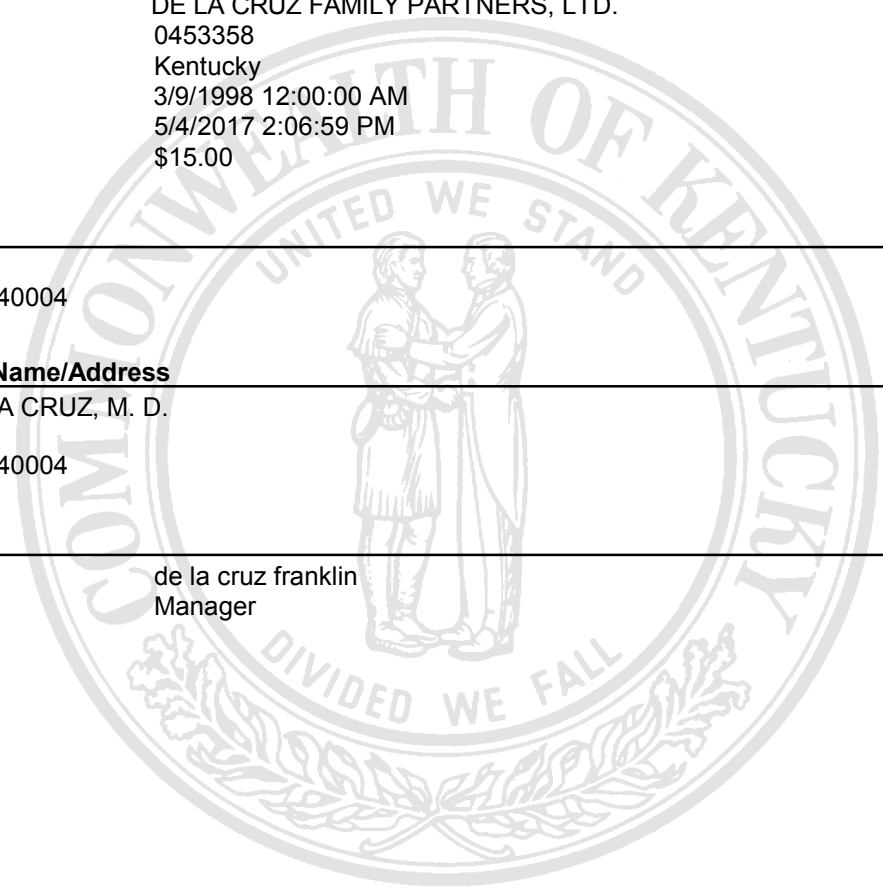 DE LA CRUZ FAMILY PARTNERS, LTD.
0453358
Kentucky
3/9/1998 12:00:00 AM
5/4/2017 2:06:59 PM
$15.00
40004
Name/Address
A CRUZ, M. D.
40004
de la cruz franklin
Manager
COMMONWEALTH OF KENTUCKY
UNITED WE STAND
DIVIDED WE FALL